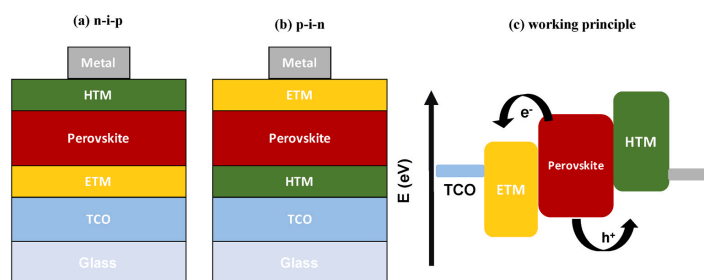 (a) n-i-p
Metal
HTM
Perovskite
ETM
TCO
Glass
(b) p-i-n
Metal
ETM
Perovskite
HTM
TCO
Glass
(c) working principle
E (eV)
TCO
ETM
e-
Perovskite
h+
HTM